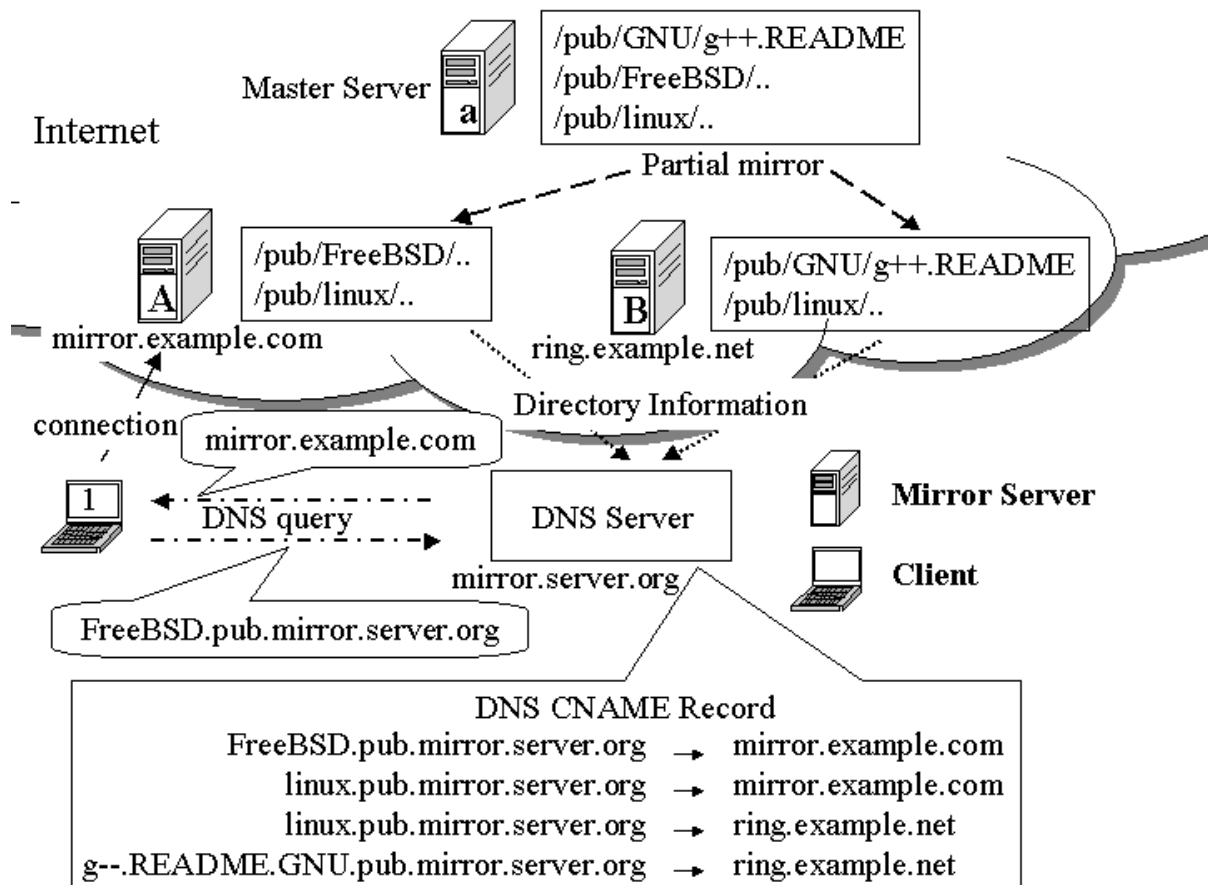 /pub/GNU/g++.README
/pub/FreeBSD/..
/pub/linux/..
Master Server
a
Internet
Partial mirror
/pub/FreeBSD/..
/pub/linux/..
A
mirror.example.com
/pub/GNU/g++.README
/pub/linux/..
B
ring.example.net
Directory Information
connection
mirror.example.com
1
DNS query
DNS Server
mirror.server.org
Mirror Server
Client
FreeBSD.pub.mirror.server.org
DNS CNAME Record
FreeBSD.pub.mirror.server.org → mirror.example.com
linux.pub.mirror.server.org → mirror.example.com
linux.pub.mirror.server.org → ring.example.net
g--.README.GNU.pub.mirror.server.org → ring.example.net